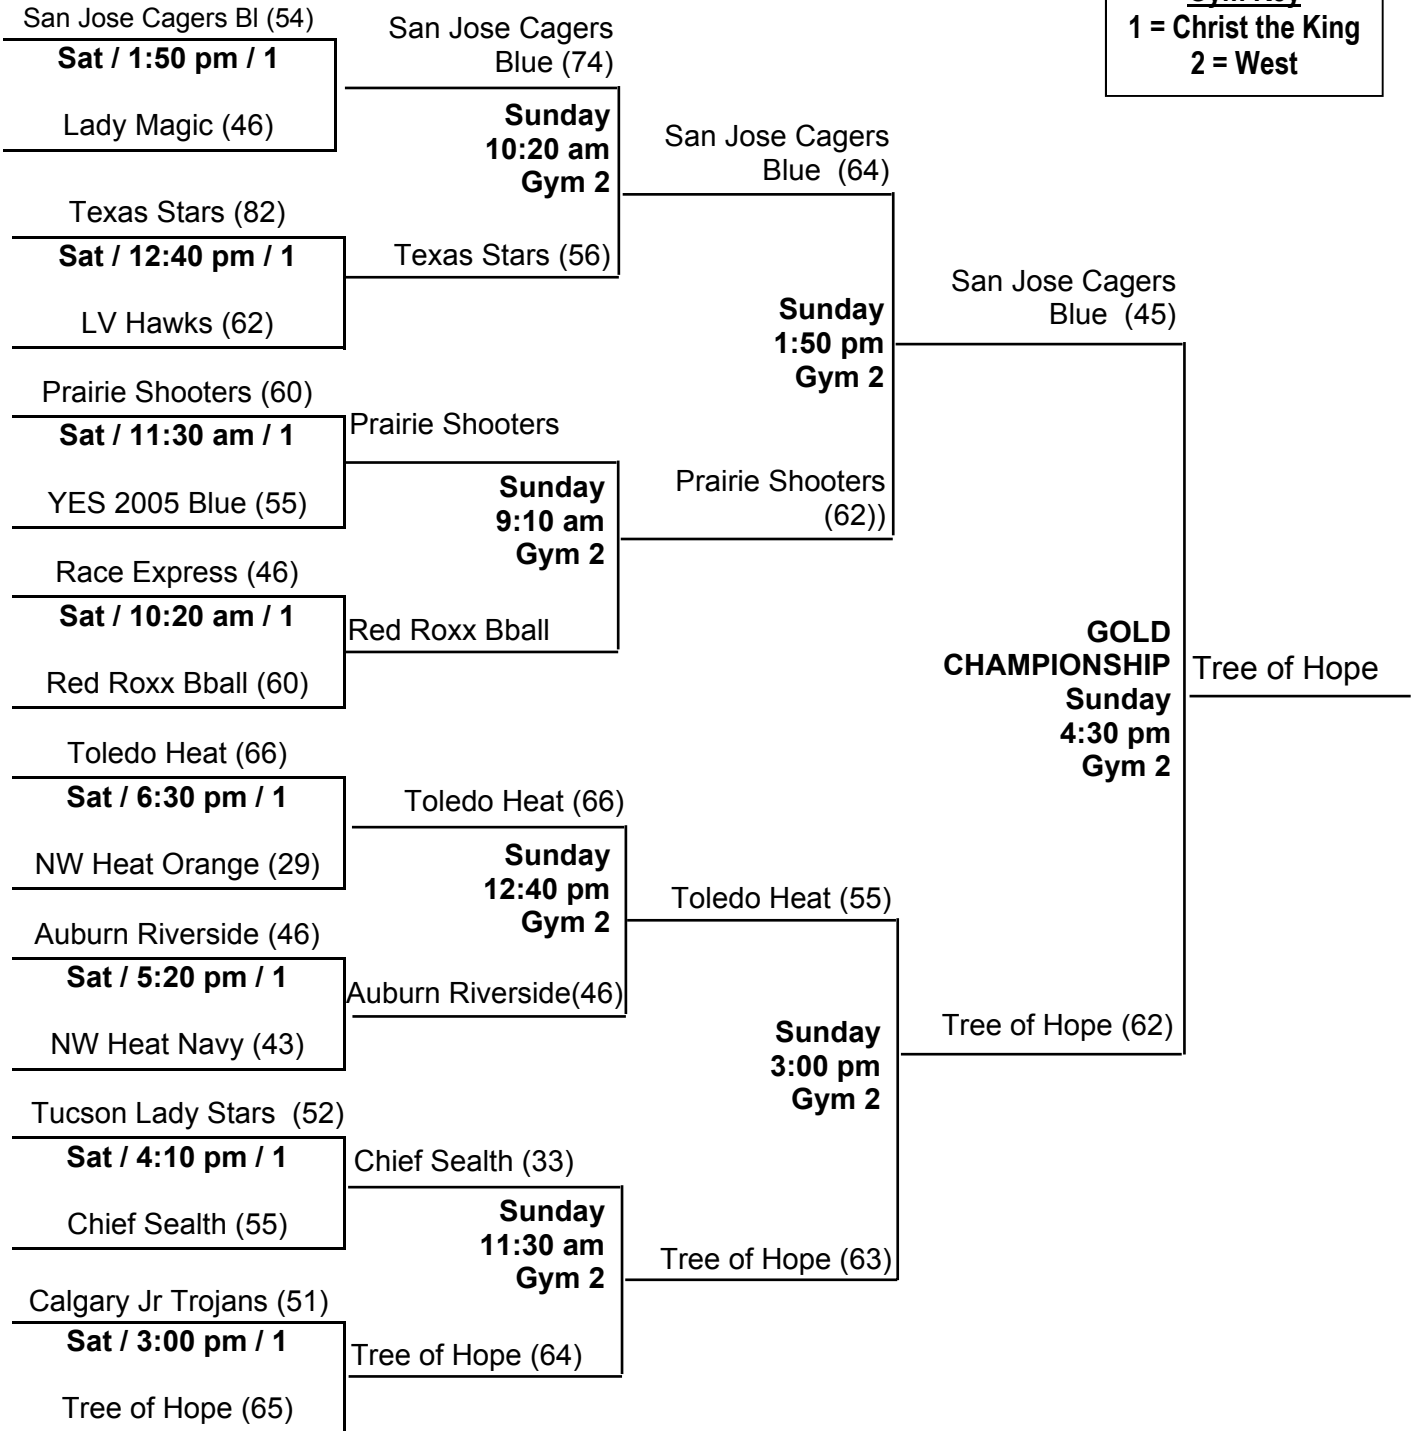 San Jose Cagers Bl (54)
Sat / 1:50 pm / 1
Lady Magic (46)
Texas Stars (82)
Sat / 12:40 pm / 1
LV Hawks (62)
Prairie Shooters (60)
Sat / 11:30 am / 1
YES 2005 Blue (55)
Race Express (46)
Sat / 10:20 am / 1
Red Roxx Bball (60)
Toledo Heat (66)
Sat / 6:30 pm / 1
NW Heat Orange (29)
Auburn Riverside (46)
Sat / 5:20 pm / 1
NW Heat Navy (43)
Tucson Lady Stars  (52)
Sat / 4:10 pm / 1
Chief Sealth (55)
Calgary Jr Trojans (51)
Sat / 3:00 pm / 1
Tree of Hope (65)
San Jose Cagers
Blue (74)
Sunday
10:20 am
Gym 2
Texas Stars (56)
Prairie Shooters
Sunday
9:10 am
Gym 2
Red Roxx Bball
Toledo Heat (66)
Sunday
12:40 pm
Gym 2
Auburn Riverside(46)
Chief Sealth (33)
Sunday
11:30 am
Gym 2
Tree of Hope (64)
San Jose Cagers
Blue  (64)
Sunday
1:50 pm
Gym 2
Prairie Shooters
(62))
Toledo Heat (55)
Sunday
3:00 pm
Gym 2
Tree of Hope (63)
San Jose Cagers
Blue  (45)
GOLD
CHAMPIONSHIP
Sunday
4:30 pm
Gym 2
Tree of Hope (62)
Tree of Hope
Gym Key
1 = Christ the King
2 = West